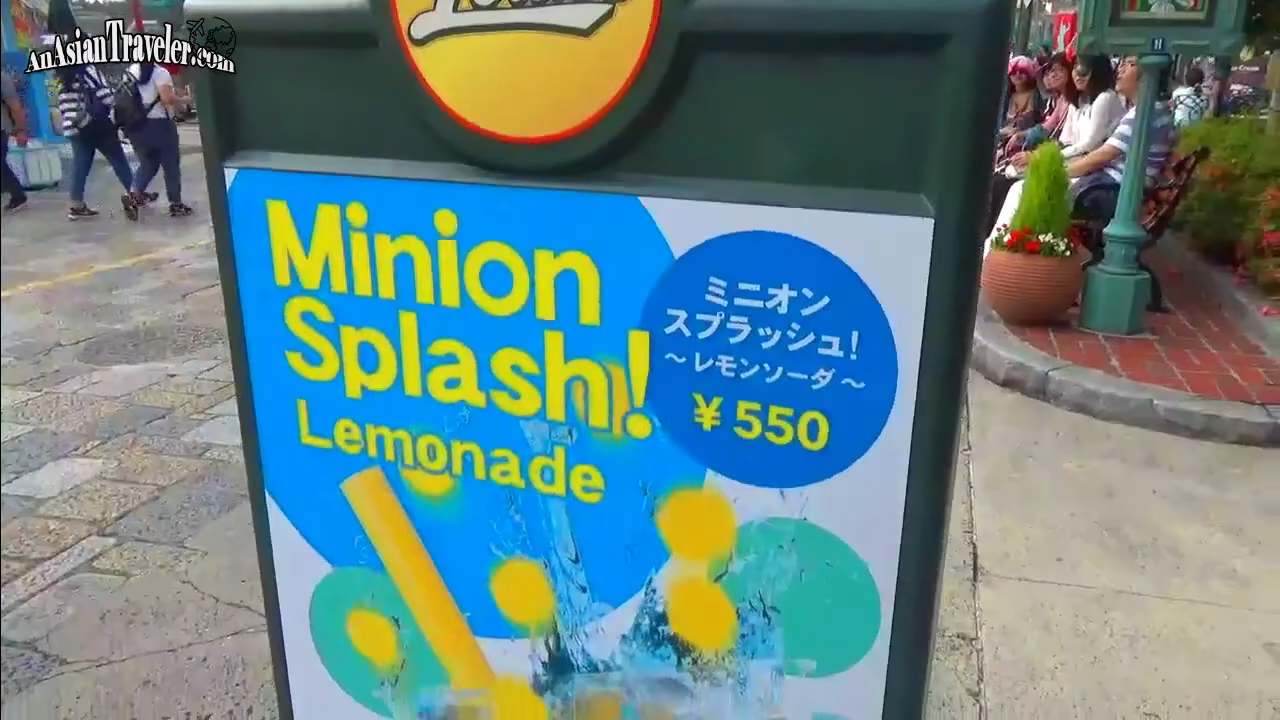 AnAsianTraveler.com
Minion
Splash!
Lemonade
ミニオン
スプラッシュ!
～レモンソーダ～
¥550